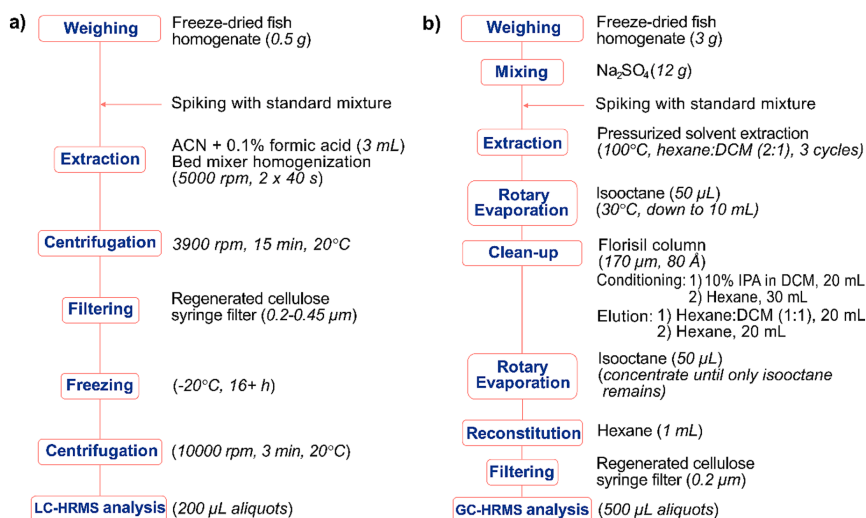 a)
Weighing
Freeze-dried fish
homogenate (0.5 g)
Spiking with standard mixture
Extraction
ACN + 0.1% formic acid (3 mL)
Bed mixer homogenization
(5000 rpm, 2 x 40 s)
Centrifugation
3900 rpm, 15 min, 20°C
Filtering
Regenerated cellulose
syringe filter (0.2-0.45 µm)
Freezing
(-20°C, 16+ h)
Centrifugation
(10000 rpm, 3 min, 20°C)
LC-HRMS analysis
(200 µL aliquots)
b)
Weighing
Freeze-dried fish
homogenate (3 g)
Mixing
Na₂SO₄ (12 g)
Spiking with standard mixture
Extraction
Pressurized solvent extraction
(100°C, hexane:DCM (2:1), 3 cycles)
Rotary
Evaporation
Isooctane (50 µL)
(30°C, down to 10 mL)
Clean-up
Florisil column
(170 µm, 80 Å)
Conditioning: 1) 10% IPA in DCM, 20 mL
2) Hexane, 30 mL
Elution: 1) Hexane:DCM (1:1), 20 mL
2) Hexane, 20 mL
Rotary
Evaporation
Isooctane (50 µL)
(concentrate until only isooctane
remains)
Reconstitution
Hexane (1 mL)
Filtering
Regenerated cellulose
syringe filter (0.2 µm)
GC-HRMS analysis
(500 µL aliquots)